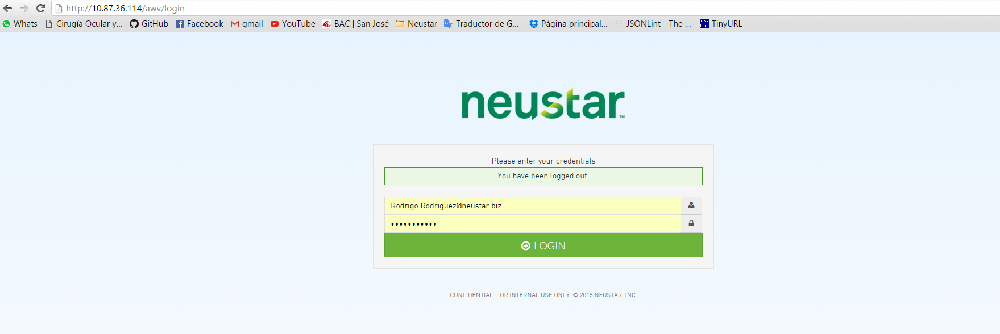 http://10.87.36.114/awv/login
Whats Cirugía Ocular y... GitHub Facebook gmail YouTube BAC | San José Neustar Traductor de G... Página principal... JSONLint - The ... TINY URL TinyURL
neustar™
Please enter your credentials
You have been logged out.
Rodrigo.Rodriguez@neustar.biz
•••••••••••
LOGIN
CONFIDENTIAL. FOR INTERNAL USE ONLY. © 2015 NEUSTAR, INC.